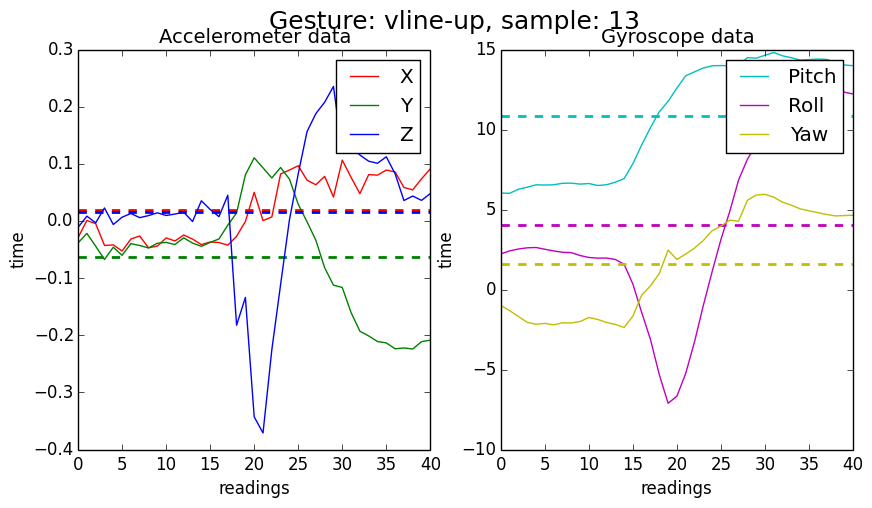 Gesture: vline-up, sample: 13
Accelerometer data
0.3
0.2
0.1
0.0
−0.1
−0.2
−0.3
−0.4
time
0 5 10 15 20 25 30 35 40
readings
X
Y
Z
Gyroscope data
15
10
5
0
−5
−10
time
0 5 10 15 20 25 30 35 40
readings
Pitch
Roll
Yaw